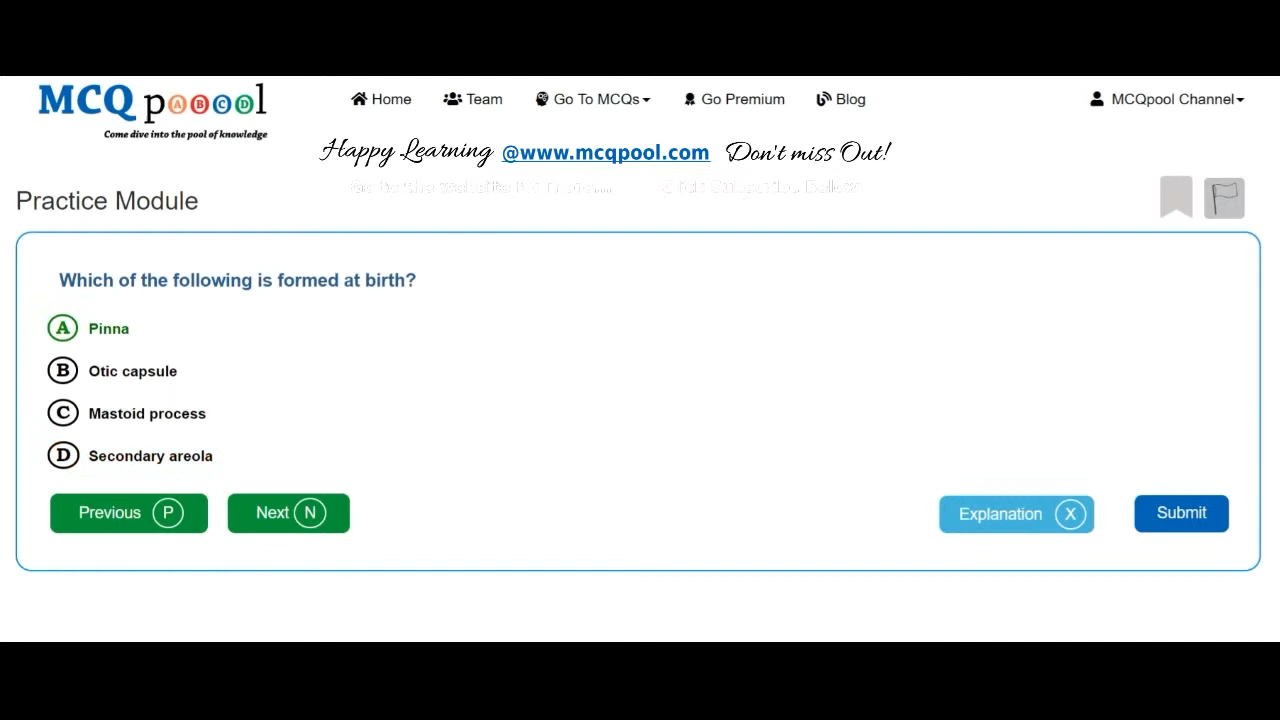 MCQ pooool
Come dive into the pool of knowledge
Home Team Go To MCQs Go Premium Blog MCQpool Channel
Happy Learning @www.mcqpool.com Don't miss Out!
Practice Module
Which of the following is formed at birth?
A Pinna
B Otic capsule
C Mastoid process
D Secondary areola
Previous P Next N Explanation X Submit